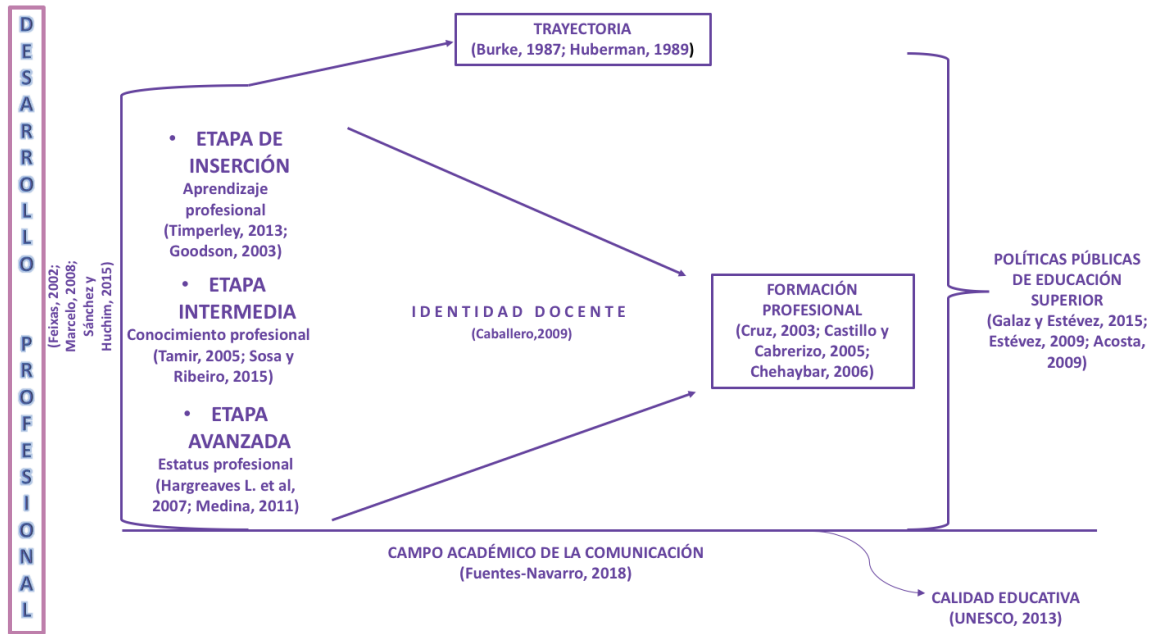 DESARROLLO PROFESIONAL
(Feixas, 2002;
Marcelo, 2008;
Sánchez y
Huchim, 2015)
TRAYECTORIA
(Burke, 1987; Huberman, 1989)
• ETAPA DE
INSERCIÓN
Aprendizaje
profesional
(Timperley, 2013;
Goodson, 2003)
• ETAPA
INTERMEDIA
Conocimiento profesional
(Tamir, 2005; Sosa y
Ribeiro, 2015)
• ETAPA
AVANZADA
Estatus profesional
(Hargreaves L. et al,
2007; Medina, 2011)
IDENTIDAD DOCENTE
(Caballero,2009)
FORMACIÓN
PROFESIONAL
(Cruz, 2003; Castillo y
Cabrerizo, 2005;
Chehaybar, 2006)
POLÍTICAS PÚBLICAS
DE EDUCACIÓN
SUPERIOR
(Galaz y Estévez, 2015;
Estévez, 2009; Acosta,
2009)
CAMPO ACADÉMICO DE LA COMUNICACIÓN
(Fuentes-Navarro, 2018)
CALIDAD EDUCATIVA
(UNESCO, 2013)